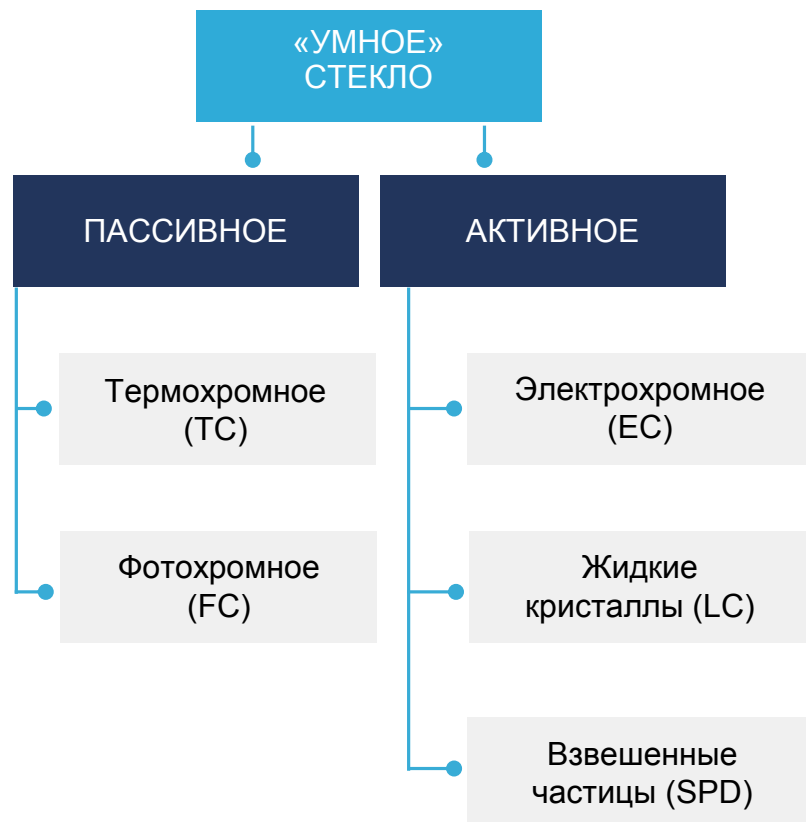 «УМНОЕ»
СТЕКЛО
ПАССИВНОЕ
АКТИВНОЕ
Термохромное
(TC)
Фотохромное
(FC)
Электрохромное
(EC)
Жидкие
кристаллы (LC)
Взвешенные
частицы (SPD)